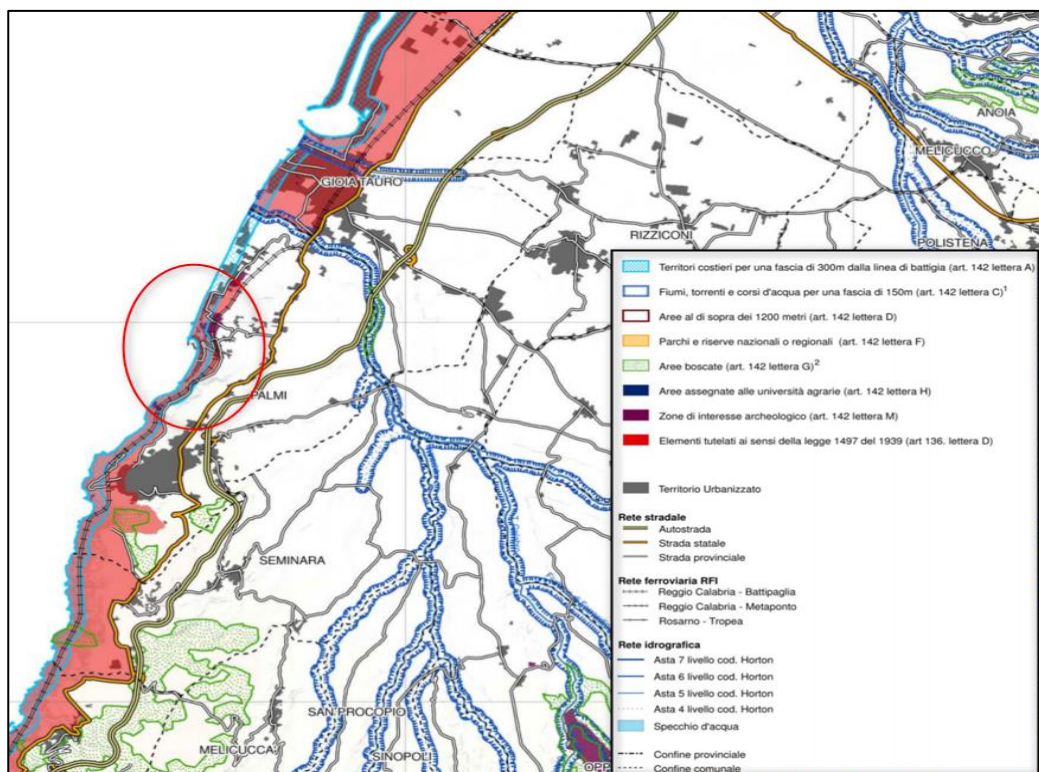 ANOIA
MELICUCCO
GIOIA TAURO
RIZZICONI
POLISTENA
PALMI
SEMINARA
SAN PROCOPIO
MELICUCCA
SINOPOLI
OPP
Territori costieri per una fascia di 300m dalla linea di battigia (art. 142 lettera A)
Fiumi, torrenti e corsi d'acqua per una fascia di 150m (art. 142 lettera C)¹
Aree al di sopra dei 1200 metri (art. 142 lettera D)
Parchi e riserve nazionali o regionali (art. 142 lettera F)
Aree boscate (art. 142 lettera G)²
Aree assegnate alle università agrarie (art. 142 lettera H)
Zone di interesse archeologico (art. 142 lettera M)
Elementi tutelati ai sensi della legge 1497 del 1939 (art 136. lettera D)
Territorio Urbanizzato
Rete stradale
Autostrada
Strada statale
Strada provinciale
Rete ferroviaria RFI
Reggio Calabria - Battipaglia
Reggio Calabria - Metaponto
Rosarno - Tropea
Rete idrografica
Asta 7 livello cod. Horton
Asta 6 livello cod. Horton
Asta 5 livello cod. Horton
Asta 4 livello cod. Horton
Specchio d'acqua
Confine provinciale
Confine comunale